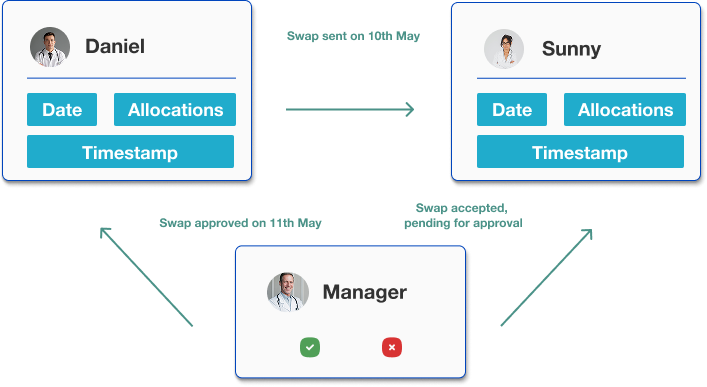 Daniel
Swap sent on 10th May
Sunny
Date
Allocations
Timestamp
Date
Allocations
Timestamp
Swap approved on 11th May
Swap accepted,
pending for approval
Manager